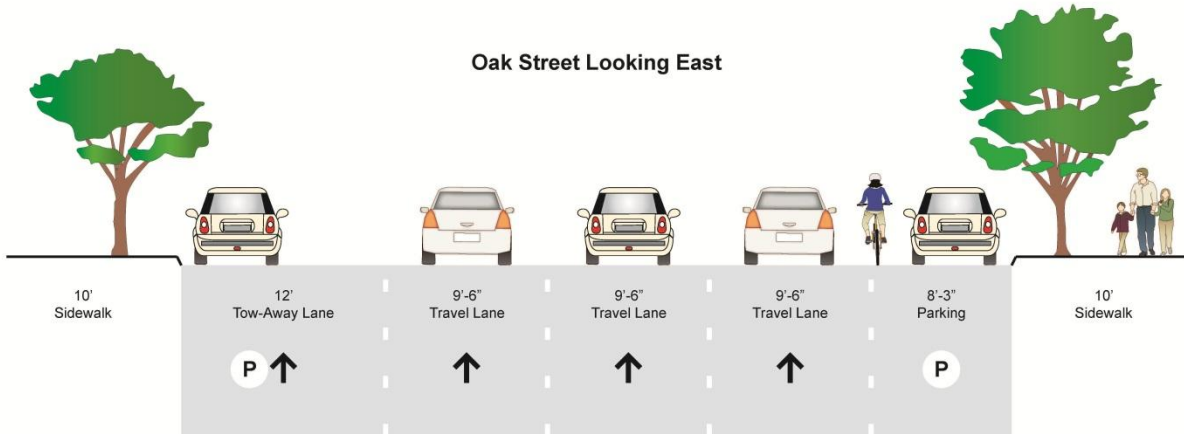 Oak Street Looking East
10’
Sidewalk
12’
Tow-Away Lane
9’-6”
Travel Lane
9’-6”
Travel Lane
9’-6”
Travel Lane
8’-3”
Parking
10’
Sidewalk
P
P